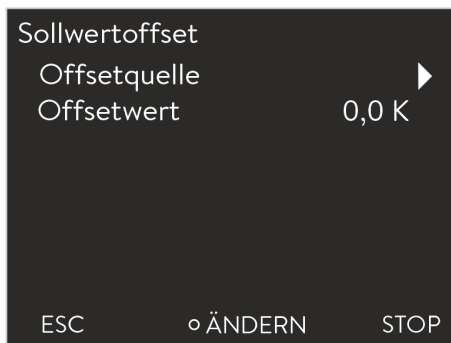 Sollwertoffset
Offsetquelle
Offsetwert 0,0 K
ESC ÄNDERN STOP